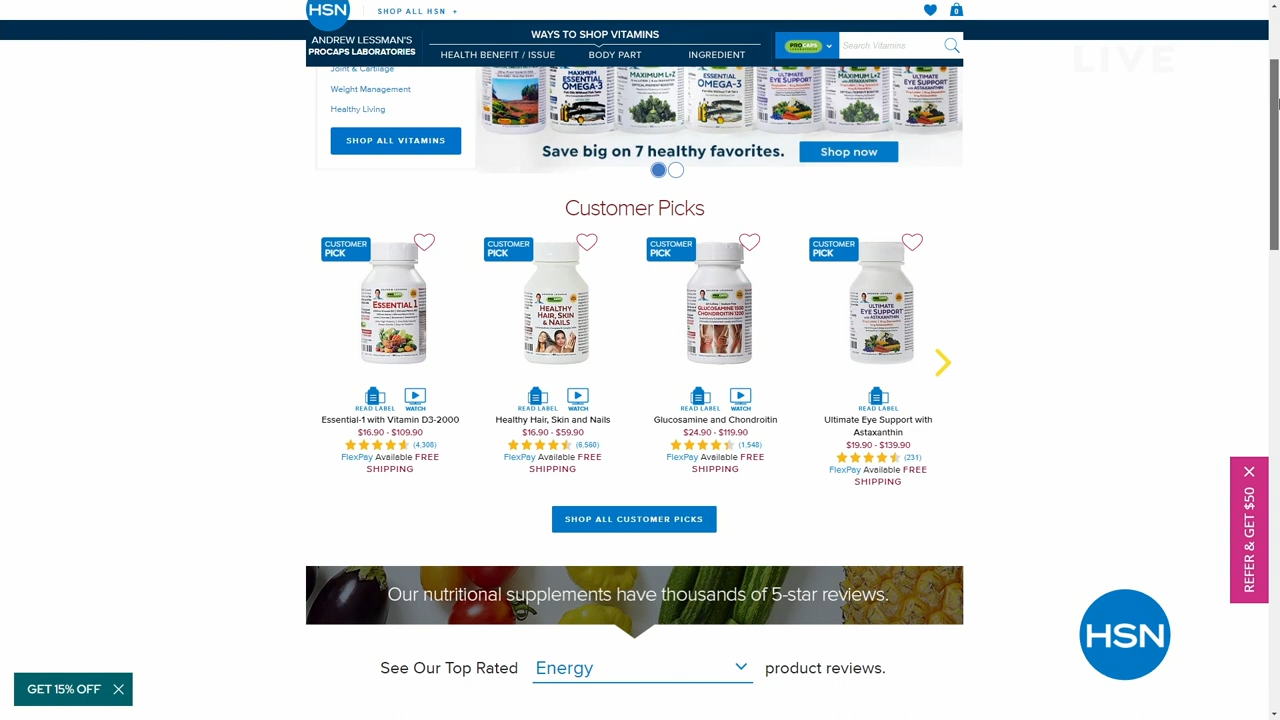 HSN
SHOP ALL HSN +
0
ANDREW LESSMAN'S
PROCAPS LABORATORIES
WAYS TO SHOP VITAMINS
HEALTH BENEFIT / ISSUE
BODY PART
INGREDIENT
PROCAPS
Search Vitamins
LIVE
Joint & Cartilage
Weight Management
Healthy Living
SHOP ALL VITAMINS
MAXIMUM ESSENTIAL OMEGA-3
MAXIMUM L+Z
ESSENTIAL OMEGA-3
ULTIMATE EYE SUPPORT
MAXIMUM L+Z WITH ASTAXANTHIN
ULTIMATE EYE SUPPORT WITH ASTAXANTHIN
Save big on 7 healthy favorites.
Shop now
Customer Picks
CUSTOMER PICK
CUSTOMER PICK
CUSTOMER PICK
CUSTOMER PICK
ESSENTIAL 1
HEALTHY HAIR, SKIN & NAILS
GLUCOSAMINE 1500 CHONDROITIN 1200
ULTIMATE EYE SUPPORT WITH ASTAXANTHIN
READ LABEL
WATCH
READ LABEL
WATCH
READ LABEL
WATCH
READ LABEL
Essential-1 with Vitamin D3-2000
$16.90 - $109.90
(4,308)
FlexPay Available FREE
SHIPPING
Healthy Hair, Skin and Nails
$16.90 - $59.90
(6,560)
FlexPay Available FREE
SHIPPING
Glucosamine and Chondroitin
$24.90 - $119.90
(1,548)
FlexPay Available FREE
SHIPPING
Ultimate Eye Support with
Astaxanthin
$19.90 - $139.90
(231)
FlexPay Available FREE
SHIPPING
SHOP ALL CUSTOMER PICKS
REFER & GET $50
Our nutritional supplements have thousands of 5-star reviews.
HSN
See Our Top Rated Energy product reviews.
GET 15% OFF